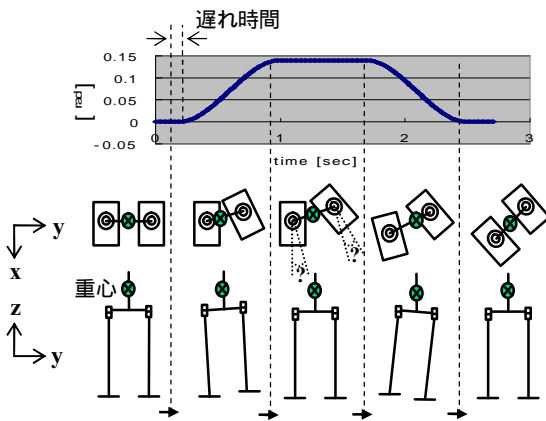 遅れ時間
0.15
0.1
0.05
0
-0.05
[ rad ]
0 1 2 3
time [sec]
y
x
? ?
重心
z
y